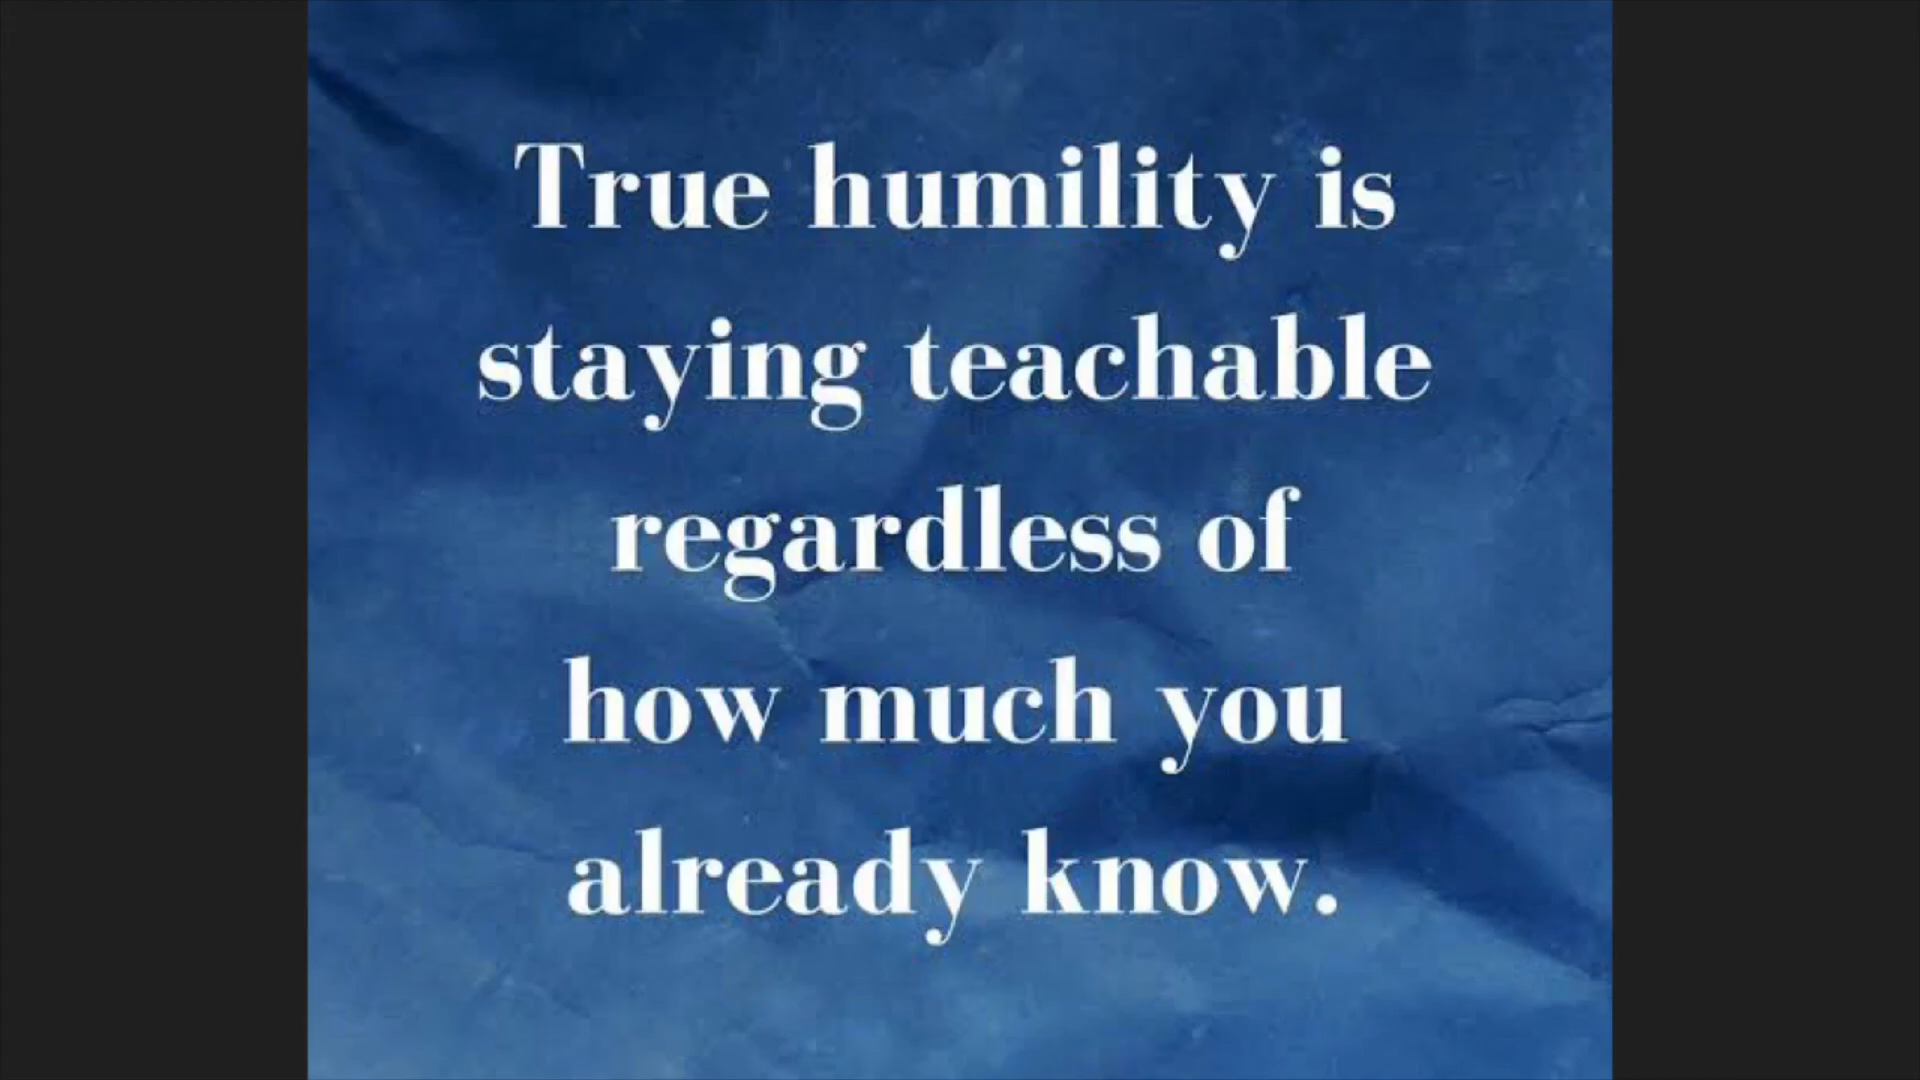 True humility is
staying teachable
regardless of
how much you
already know.